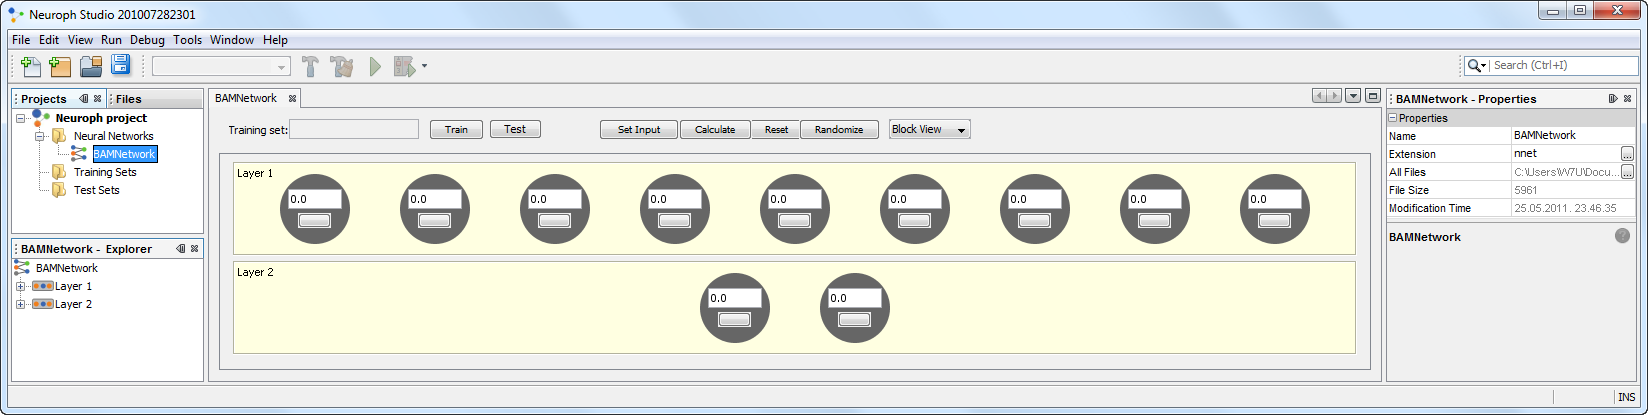 Neuroph Studio 201007282301
File Edit View Run Debug Tools Window Help
Search (Ctrl+I)
Projects Files
Neuroph project
Neural Networks
BAMNetwork
Training Sets
Test Sets
BAMNetwork - Explorer
BAMNetwork
Layer 1
Layer 2
BAMNetwork
Training set: Train Test Set Input Calculate Reset Randomize Block View
Layer 1
0.0 0.0 0.0 0.0 0.0 0.0 0.0 0.0 0.0
Layer 2
0.0 0.0
BAMNetwork - Properties
Properties
Name BAMNetwork
Extension nnet ...
All Files C:\Users\W7U\Docu... ...
File Size 5961
Modification Time 25.05.2011. 23.46.35
BAMNetwork ?
INS